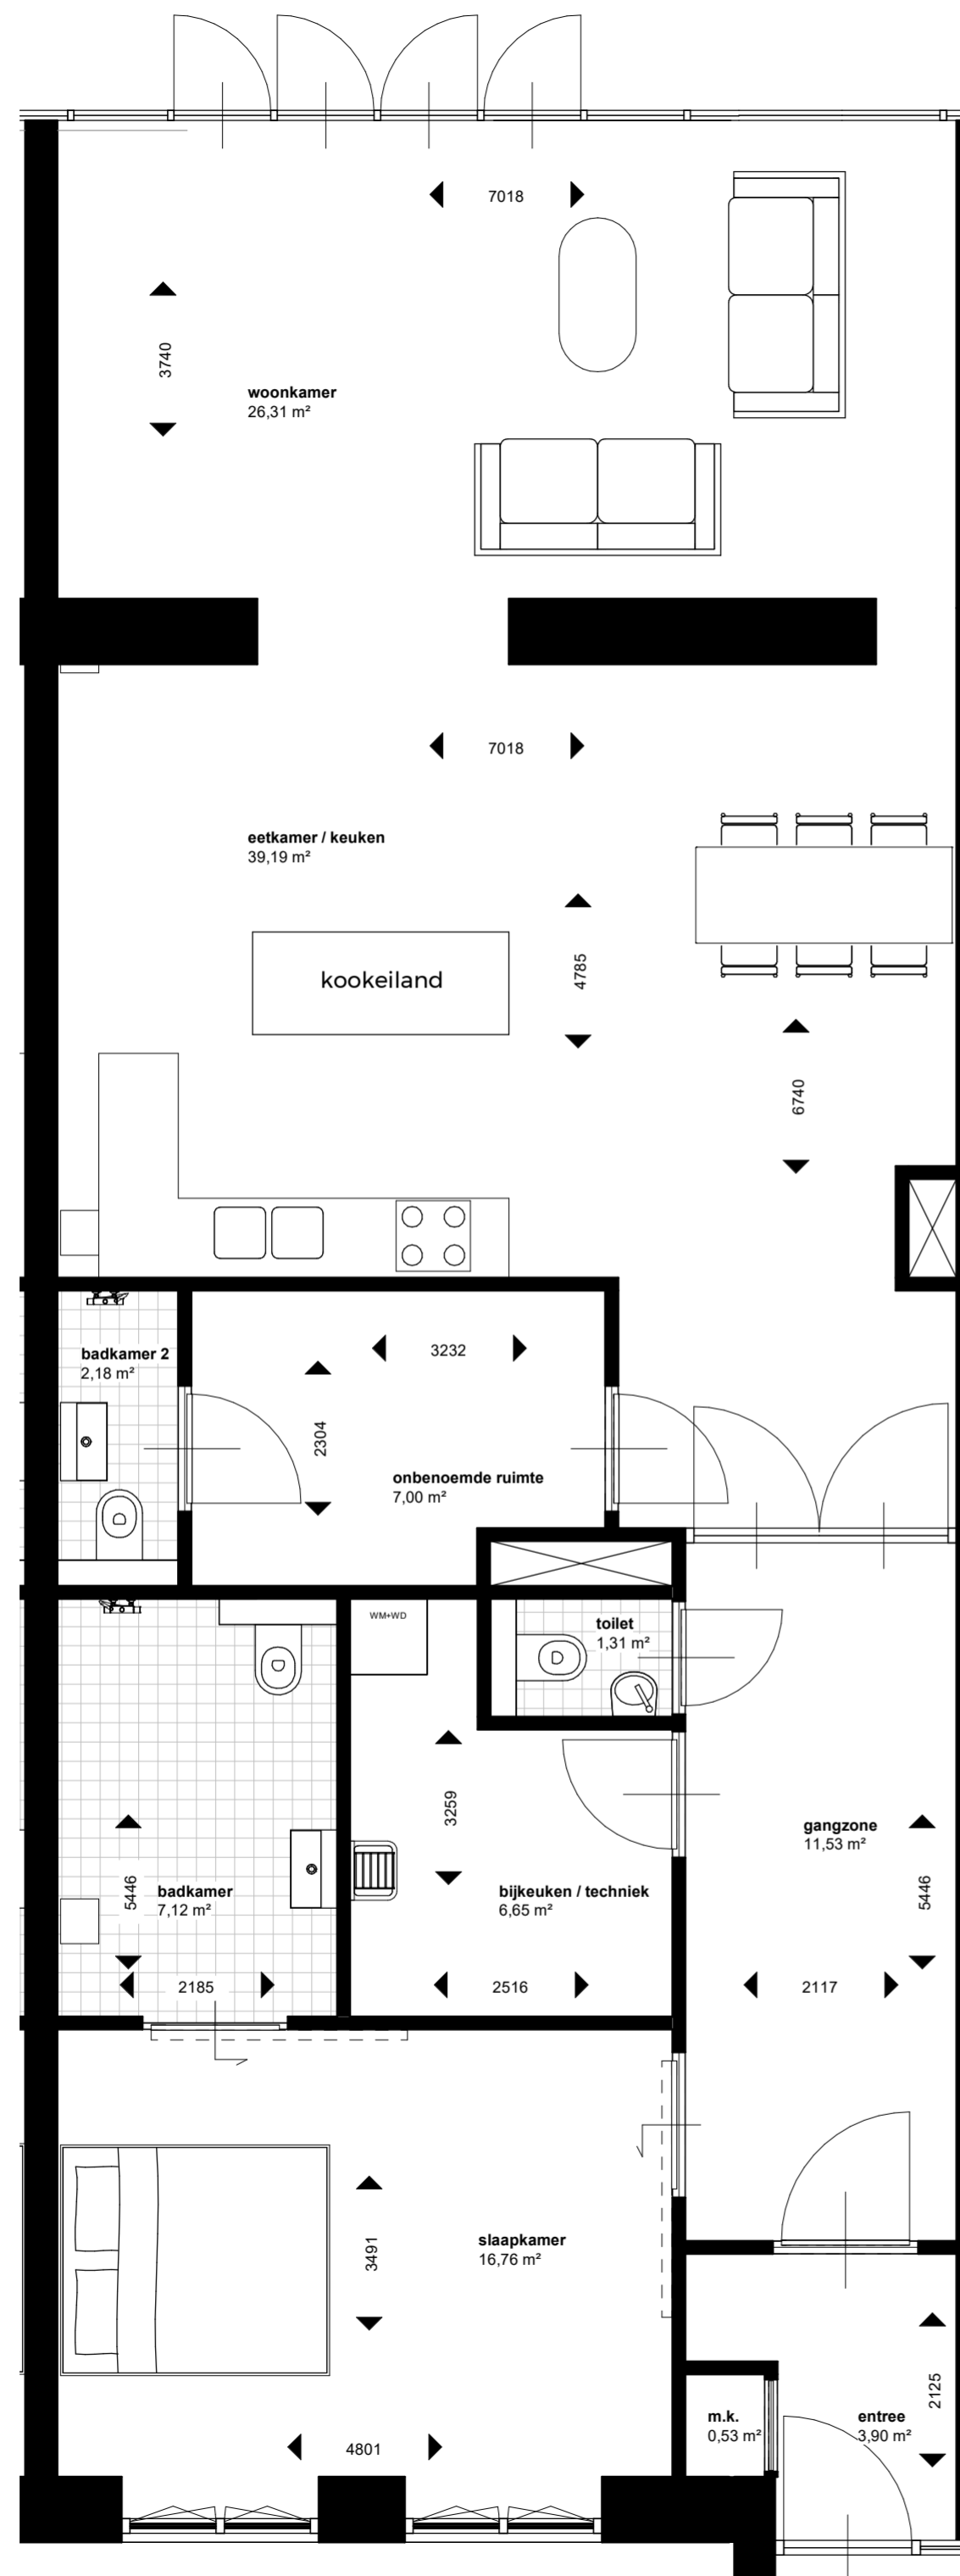 7018
3740
woonkamer
26,31 m²
7018
eetkamer / keuken
39,19 m²
kookeiland
4785
6740
badkamer 2
2,18 m²
3232
2304
onbenoemde ruimte
7,00 m²
WM+WD
toilet
1,31 m²
3259
gangzone
11,53 m²
5446
badkamer
7,12 m²
bijkeuken / techniek
6,65 m²
5446
2185
2516
2117
3491
slaapkamer
16,76 m²
2125
m.k.
0,53 m²
entree
3,90 m²
4801